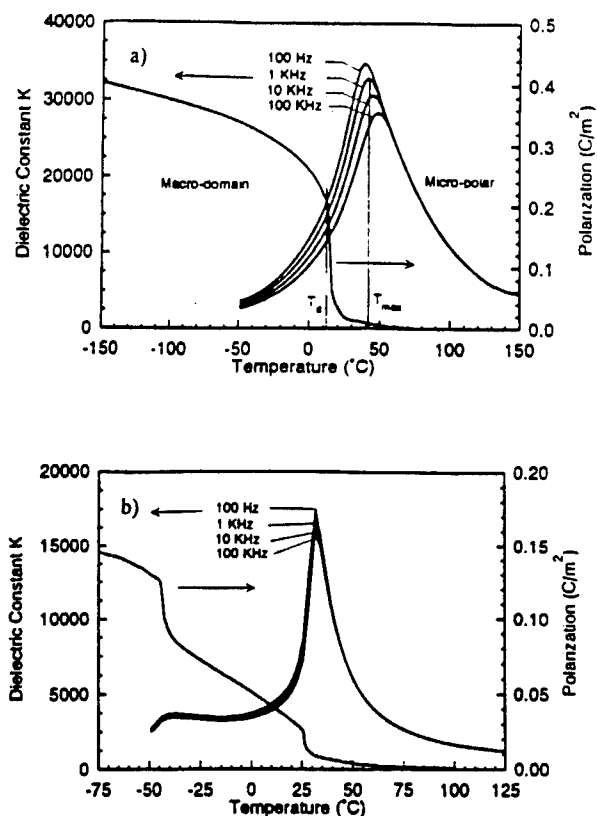 a)
40000
30000
20000
10000
0
Dielectric Constant K
0.5
0.4
0.3
0.2
0.1
0.0
Polarization (C/m²)
100 Hz
1 KHz
10 KHz
100 KHz
Macro-domain
Micro-polar
Tmax
-150
-100
-50
0
50
100
150
Temperature (°C)
b)
20000
15000
10000
5000
0
Dielectric Constant K
0.20
0.15
0.10
0.05
0.00
Polarization (C/m²)
100 Hz
1 KHz
10 KHz
100 KHz
-75
-50
-25
0
25
50
75
100
125
Temperature (°C)